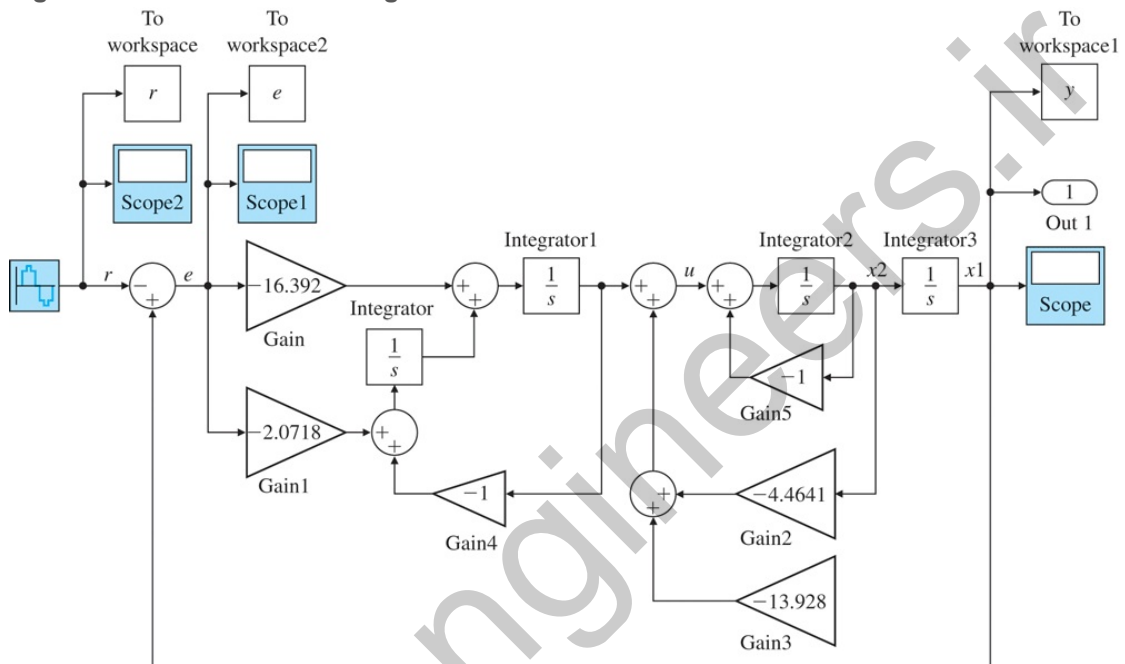 To
workspace
To
workspace2
To
workspace1
r
e
y
Scope2
Scope1
1
Out 1
Integrator1
Integrator2
Integrator3
r
−
+
e
−16.392
Gain
+
+
1
s
+
+
u
+
+
1
s
x2
1
s
x1
Scope
Integrator
1
s
−1
Gain5
−2.0718
Gain1
+
+
−1
Gain4
+
+
−4.4641
Gain2
−13.928
Gain3
ngineers.ir